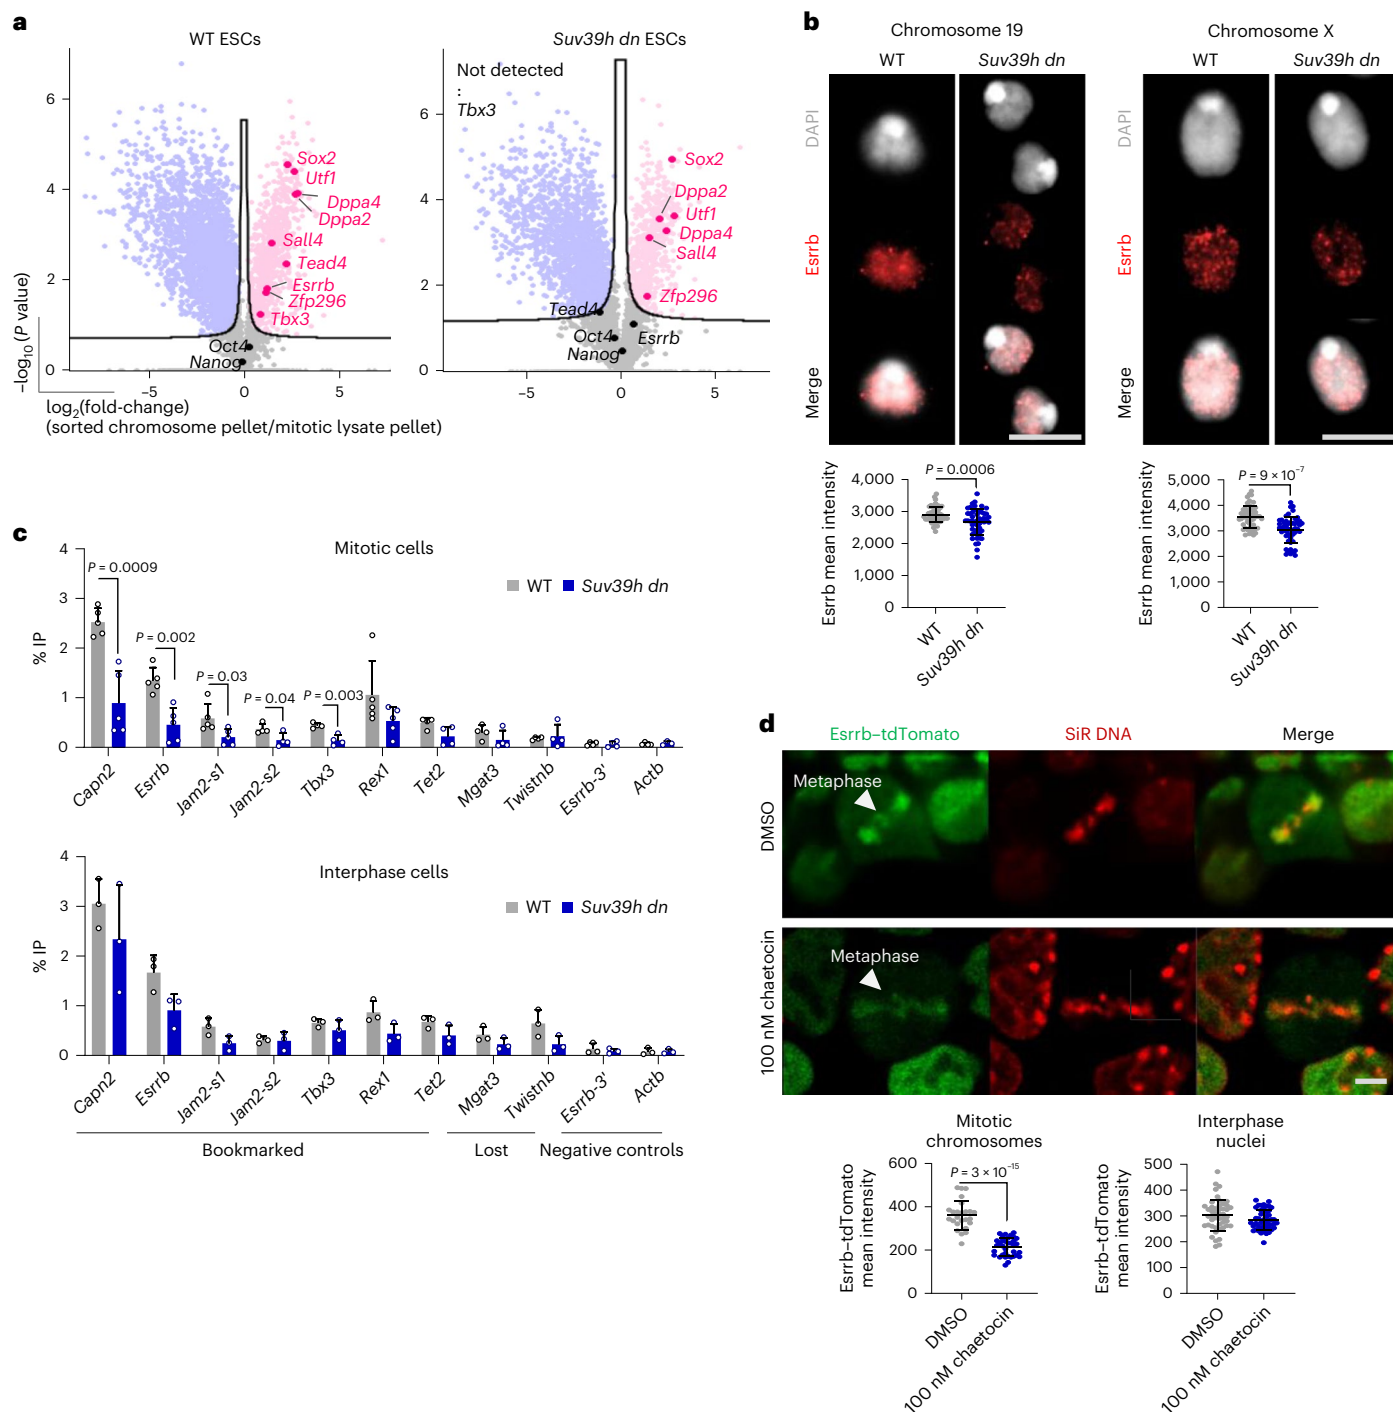 a
WT ESCs
Suv39h dn ESCs
6
4
2
0
−5
0
5
Sox2
Utf1
Dppa4
Dppa2
Sall4
Tead4
Esrrb
Zfp296
Tbx3
Oct4
Nanog
−log10 (P value)
log2(fold-change)
(sorted chromosome pellet/mitotic lysate pellet)
Not detected
:
Tbx3
6
4
2
0
−5
0
5
Sox2
Dppa2
Utf1
Dppa4
Sall4
Zfp296
Tead4
Oct4
Esrrb
Nanog
b
Chromosome 19
Chromosome X
WT
Suv39h dn
WT
Suv39h dn
DAPI
Esrrb
Merge
DAPI
Esrrb
Merge
P = 0.0006
4,000
3,000
2,000
1,000
0
Esrrb mean intensity
WT
Suv39h dn
P = 9 × 10−7
5,000
4,000
3,000
2,000
1,000
0
Esrrb mean intensity
WT
Suv39h dn
c
Mitotic cells
WT
Suv39h dn
4
3
2
1
0
% IP
P = 0.0009
P = 0.002
P = 0.03
P = 0.04
P = 0.003
Capn2
Esrrb
Jam2-s1
Jam2-s2
Tbx3
Rex1
Tet2
Mgat3
Twistnb
Esrrb-3′
Actb
Interphase cells
WT
Suv39h dn
4
3
2
1
0
% IP
Capn2
Esrrb
Jam2-s1
Jam2-s2
Tbx3
Rex1
Tet2
Mgat3
Twistnb
Esrrb-3′
Actb
Bookmarked
Lost
Negative controls
d
Esrrb–tdTomato
SiR DNA
Merge
DMSO
Metaphase
100 nM chaetocin
Metaphase
Mitotic
chromosomes
P = 3 × 10−15
600
400
200
0
Esrrb–tdTomato
mean intensity
DMSO
100 nM chaetocin
Interphase
nuclei
500
400
300
200
100
0
Esrrb–tdTomato
mean intensity
DMSO
100 nM chaetocin